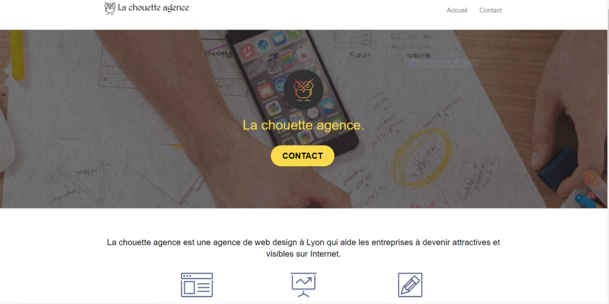 La chouette agence
Accueil Contact
La chouette agence.
CONTACT
La chouette agence est une agence de web design à Lyon qui aide les entreprises à devenir attractives et
visibles sur Internet.